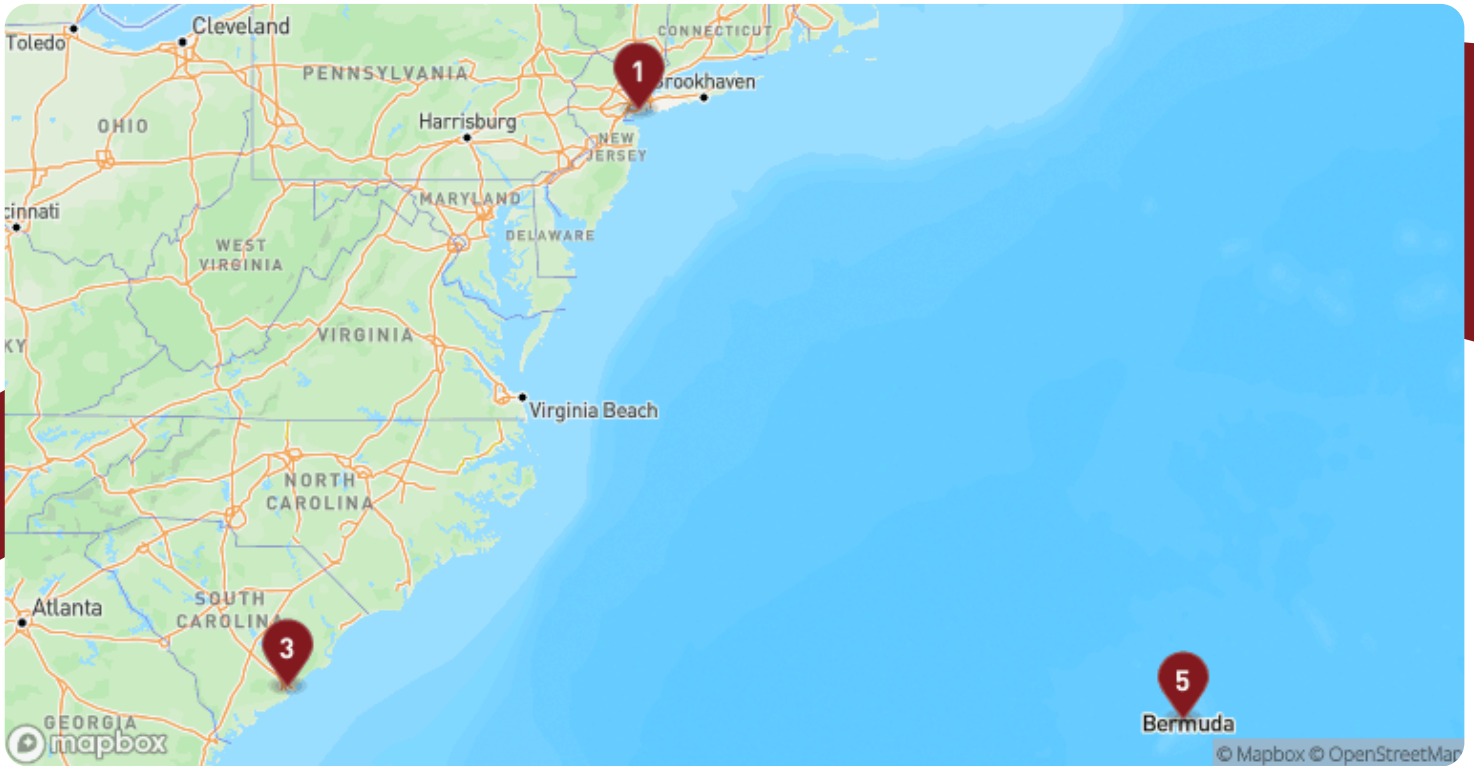 Cleveland
Toledo
CONNECTICUT
1
Brookhaven
PENNSYLVANIA
Harrisburg
OHIO
NEW
JERSEY
MARYLAND
cinnati
DELAWARE
WEST
VIRGINIA
VIRGINIA
KY
Virginia Beach
NORTH
CAROLINA
SOUTH
CAROLINA
Atlanta
3
5
Bermuda
GEORGIA
mapbox
© Mapbox © OpenStreetMap